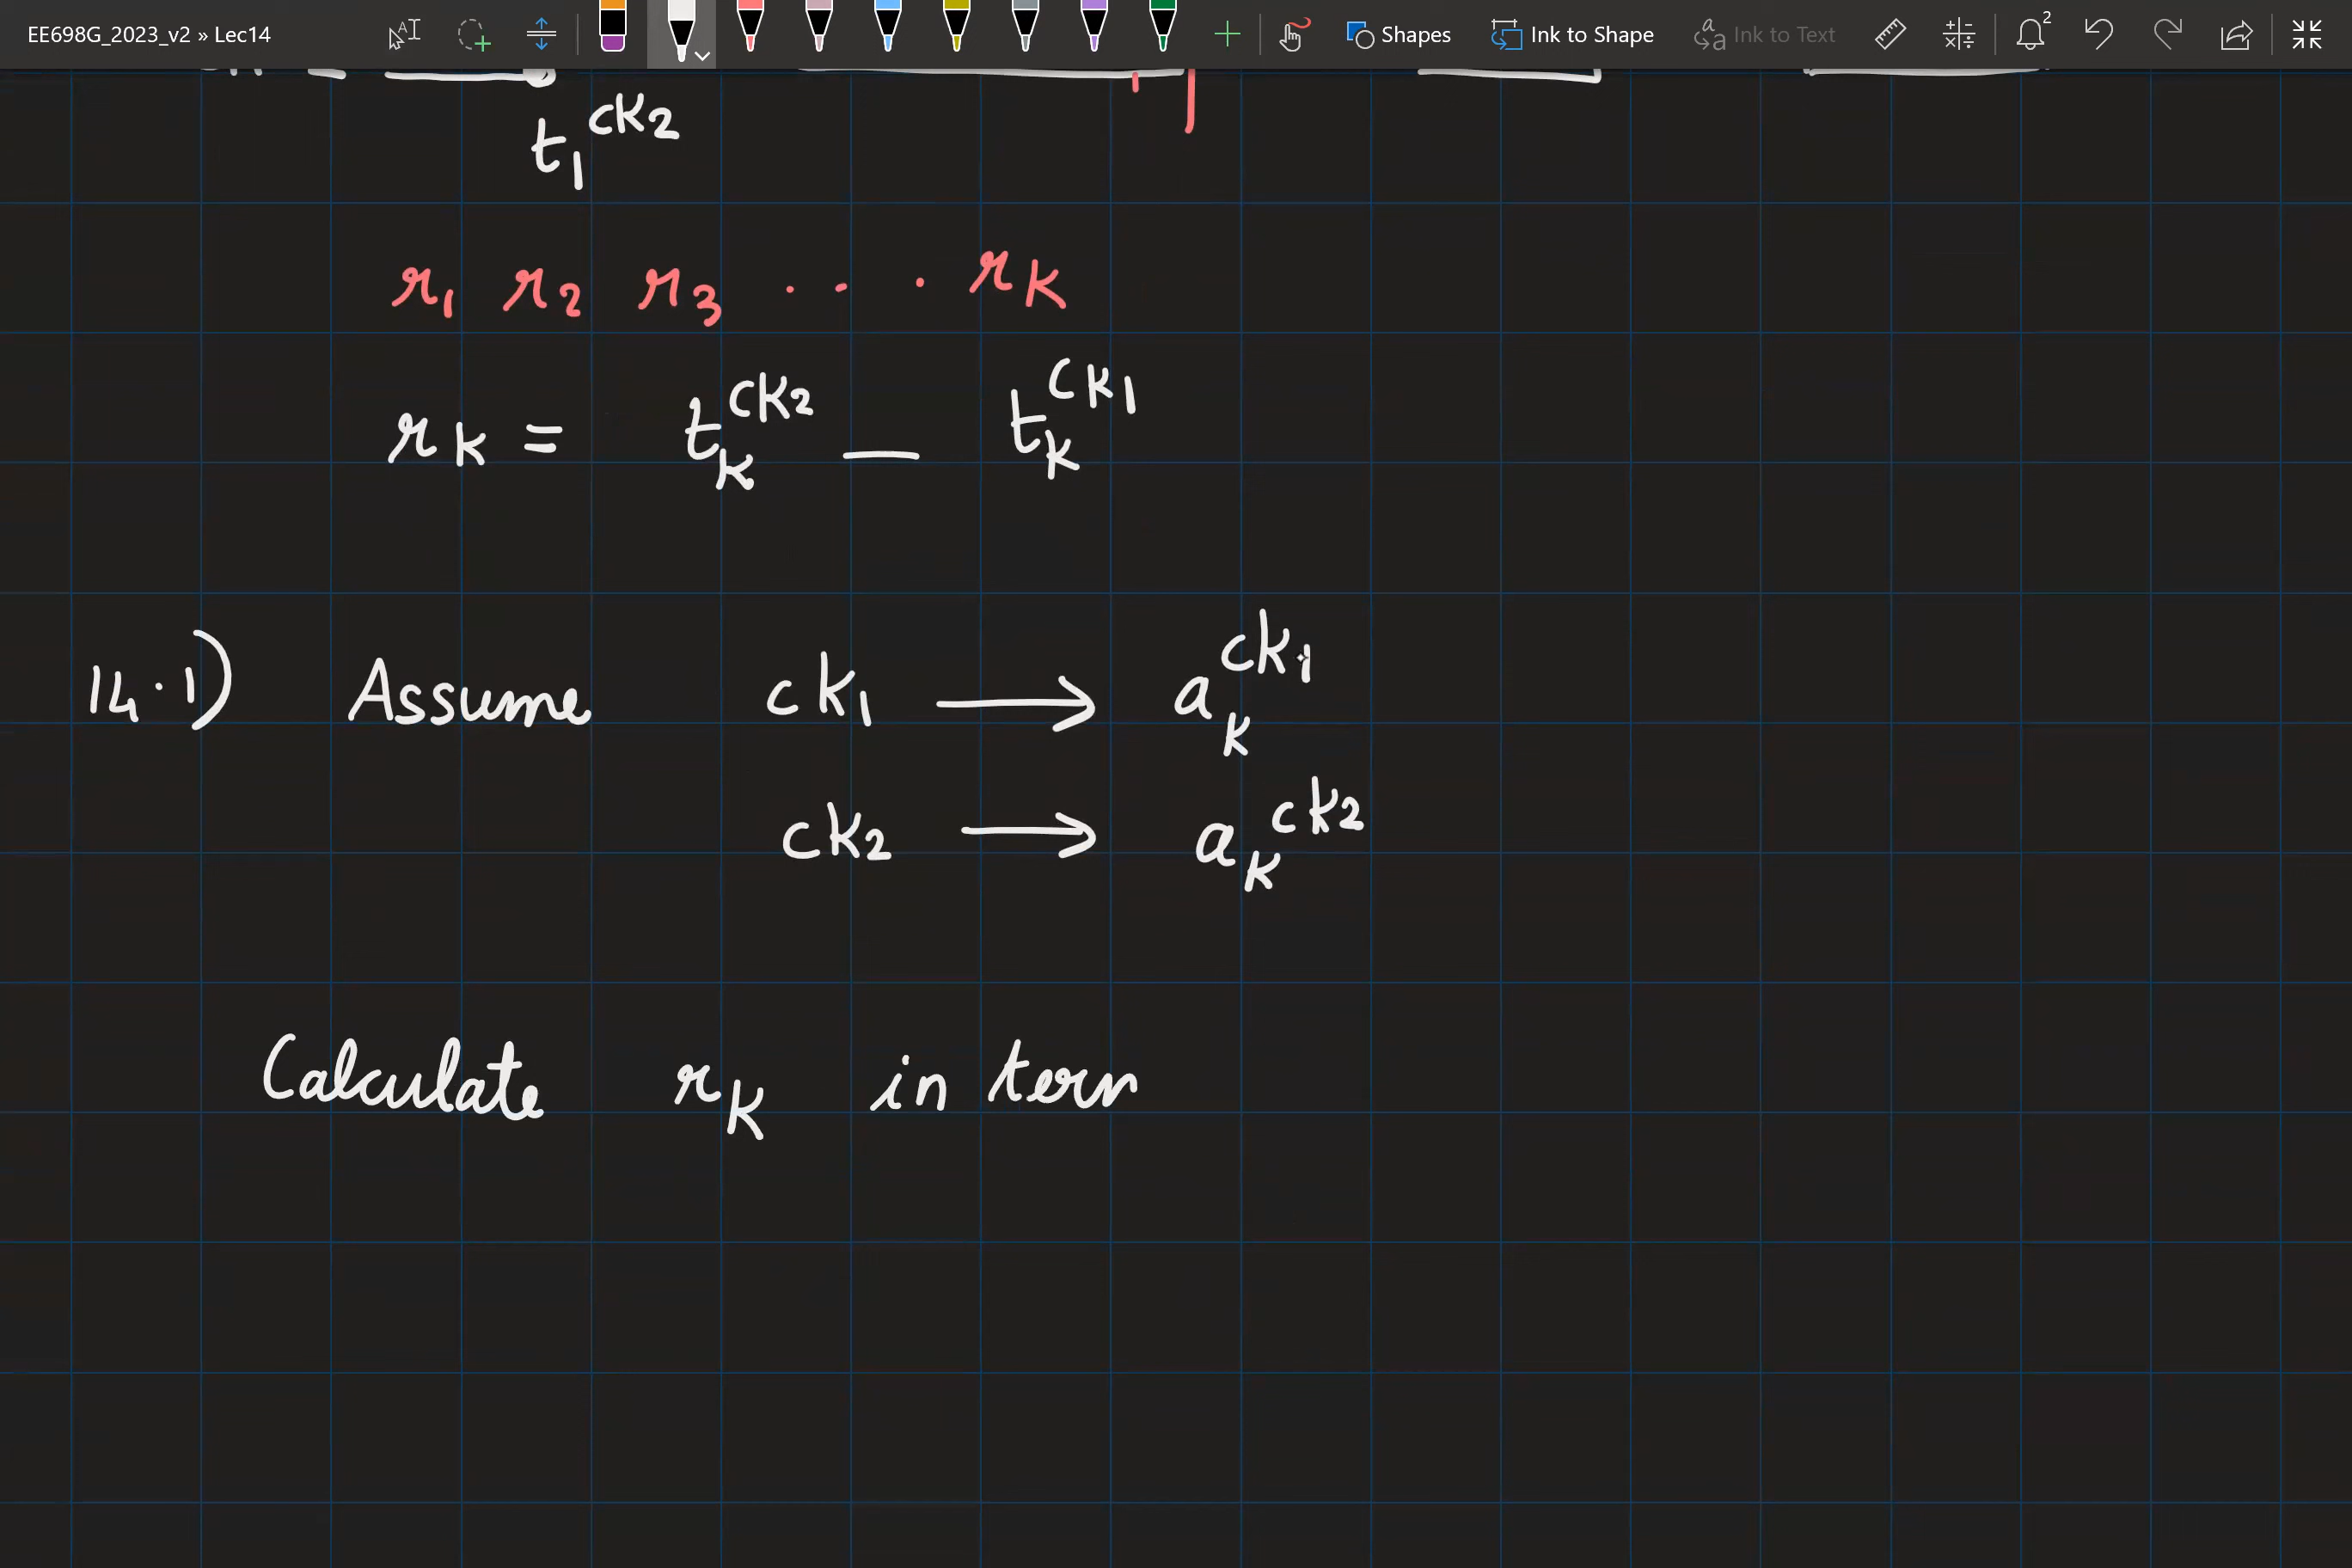 EE698G_2023_v2 » Lec14 Shapes Ink to Shape Ink to Text 2
t₁^ck₂
r₁ r₂ r₃ . . . r_k
r_k = t_k^ck₂ — t_k^ck₁
14.1) Assume ck₁ → a_k^ck₁
ck₂ → a_k^ck₂
Calculate r_k in term